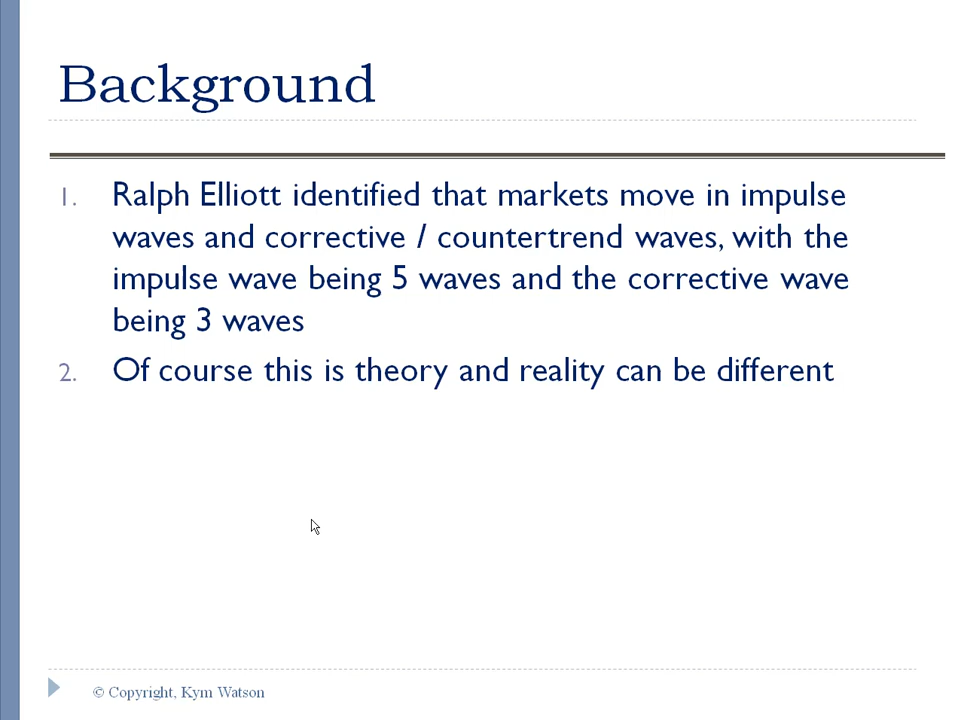 Background
1. Ralph Elliott identified that markets move in impulse
waves and corrective / countertrend waves, with the
impulse wave being 5 waves and the corrective wave
being 3 waves
2. Of course this is theory and reality can be different
© Copyright, Kym Watson